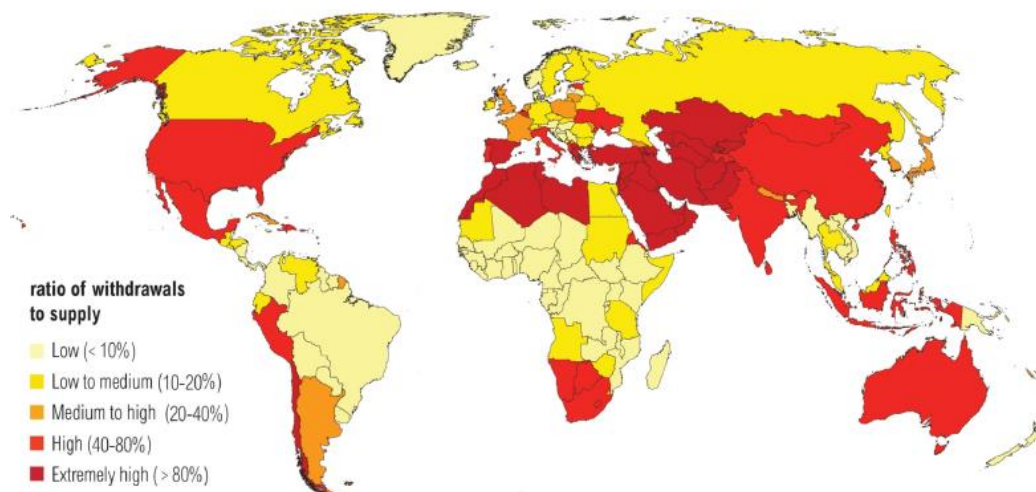 ratio of withdrawals
to supply
Low (< 10%)
Low to medium (10-20%)
Medium to high (20-40%)
High (40-80%)
Extremely high (> 80%)